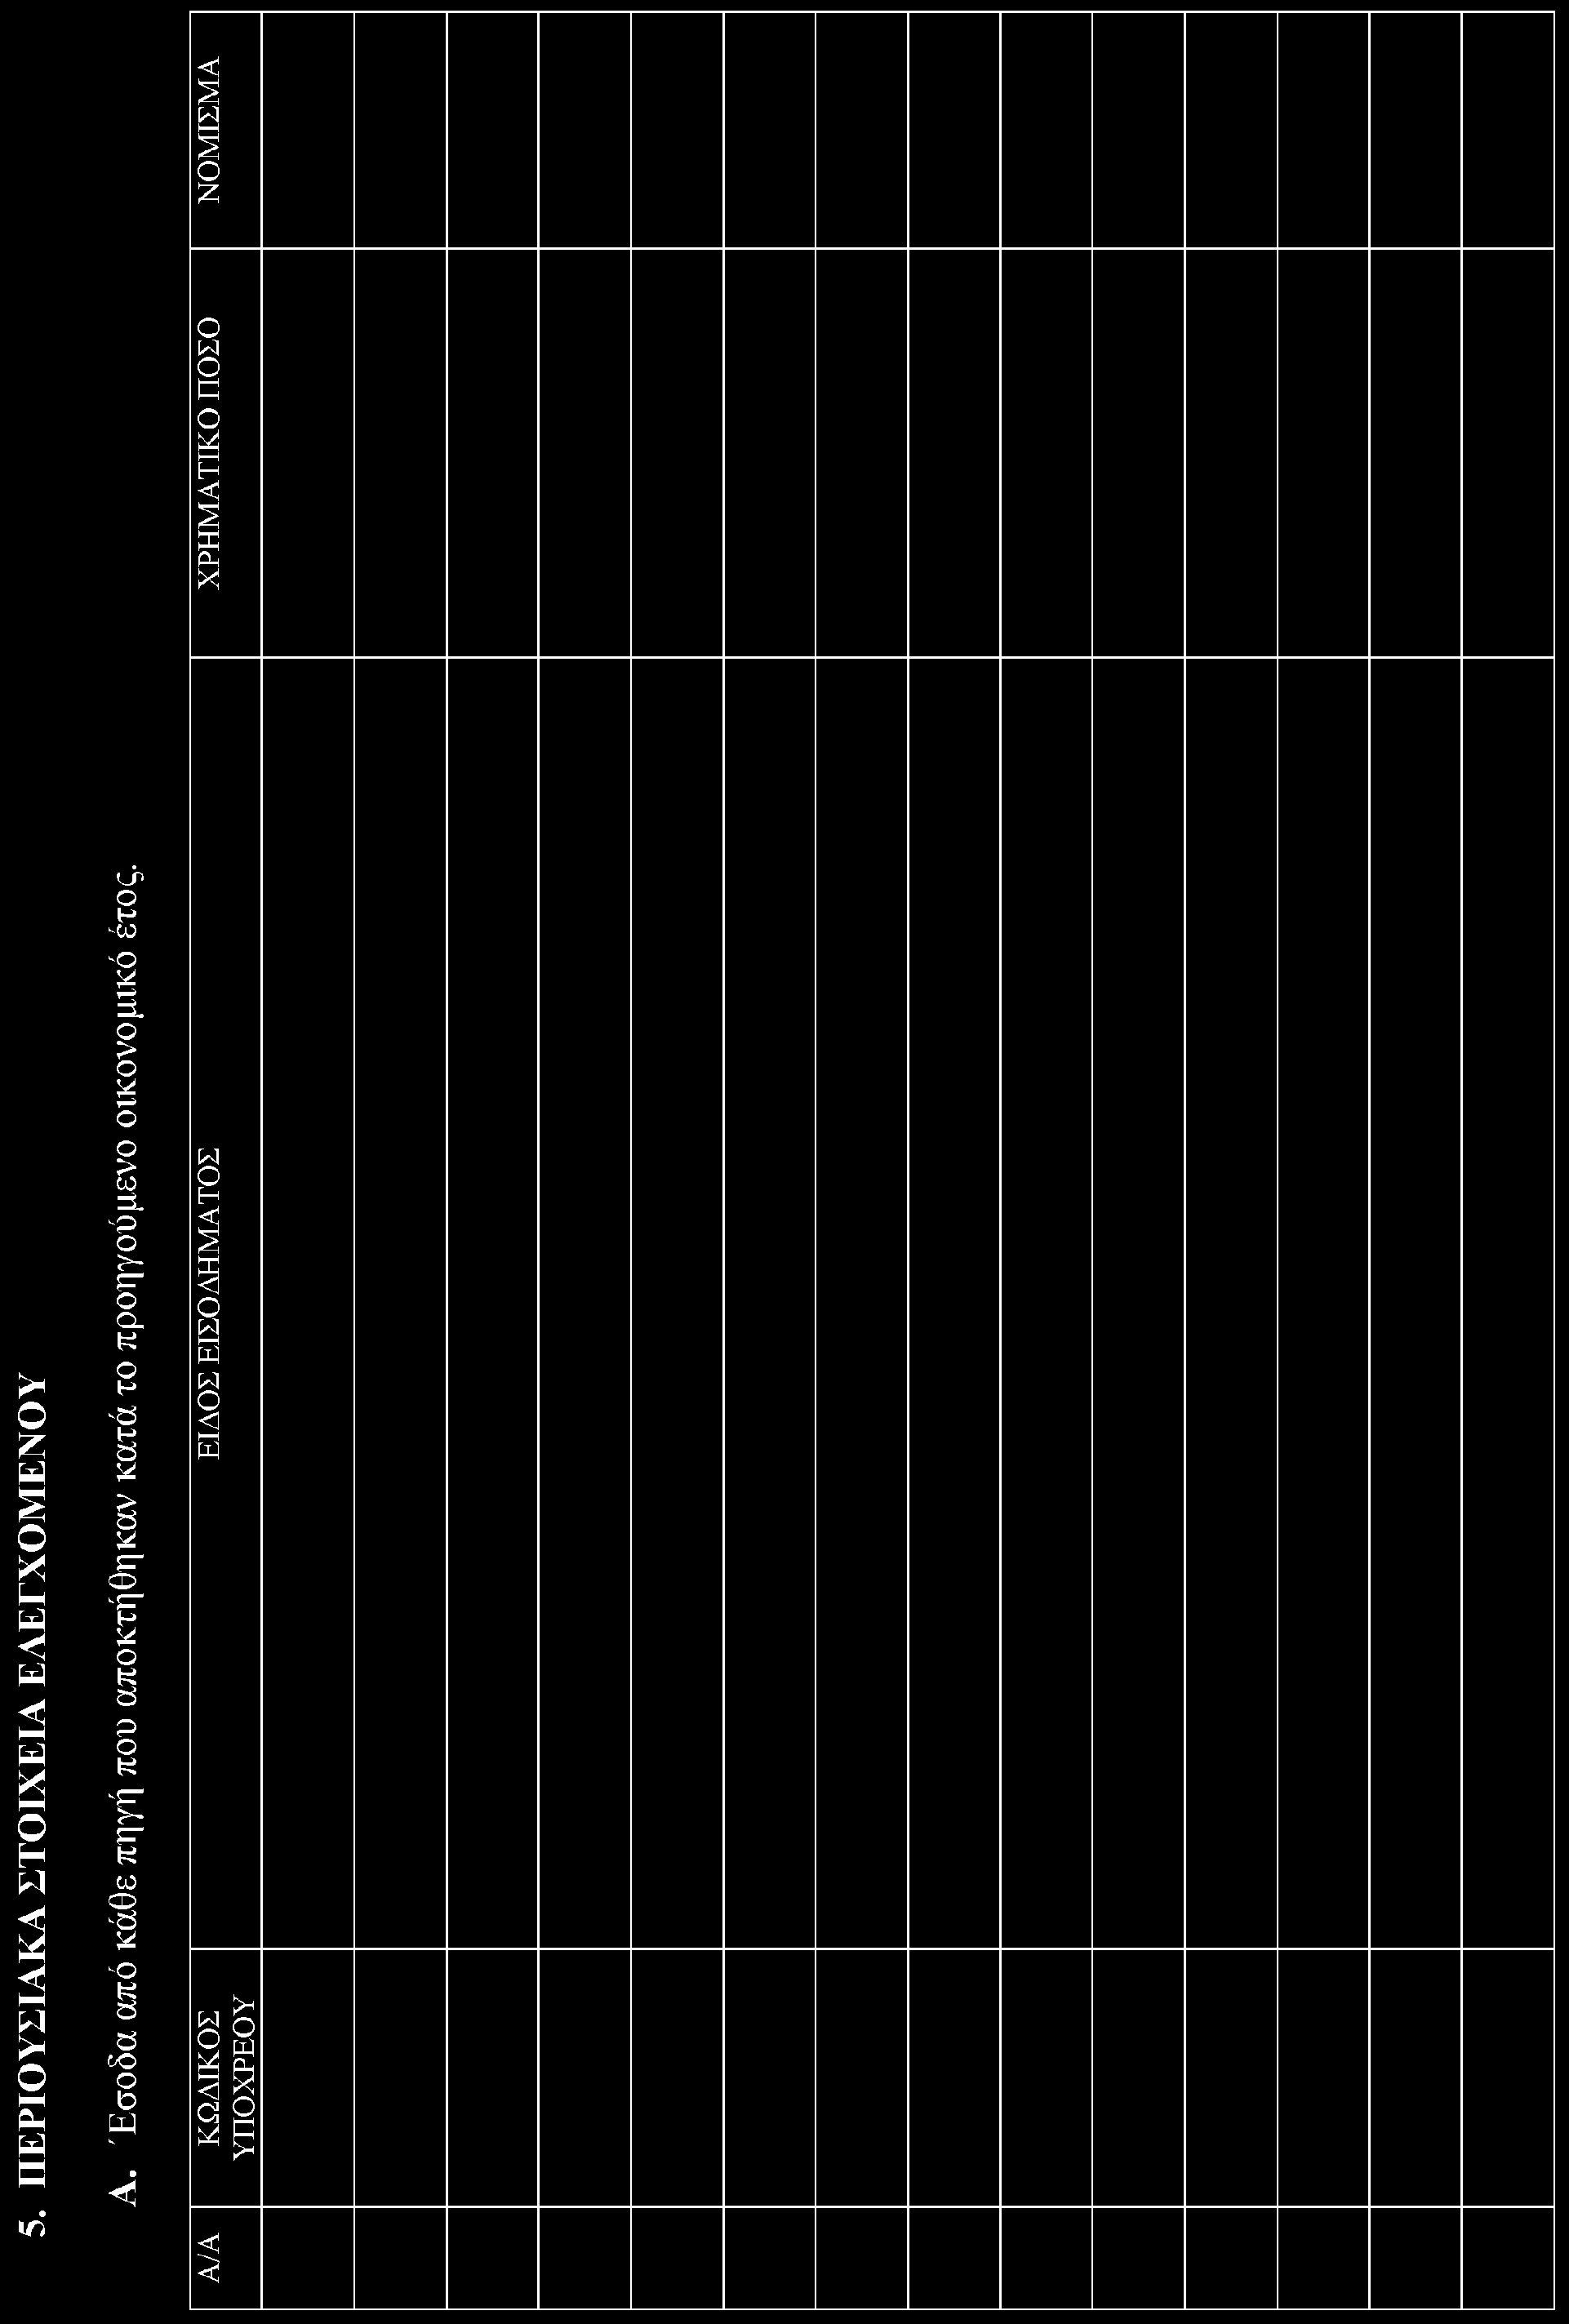 5. ΠΕΡΙΟΥΣΙΑΚΑ ΣΤΟΙΧΕΙΑ ΕΛΕΓΧΟΜΕΝΟΥ
Α. Έσοδα από κάθε πηγή που αποκτήθηκαν κατά το προηγούμενο οικονομικό έτος.
Α/Α
ΚΩΔΙΚΟΣ
ΥΠΟΧΡΕΟΥ
ΕΙΔΟΣ ΕΙΣΟΔΗΜΑΤΟΣ
ΧΡΗΜΑΤΙΚΟ ΠΟΣΟ
ΝΟΜΙΣΜΑ